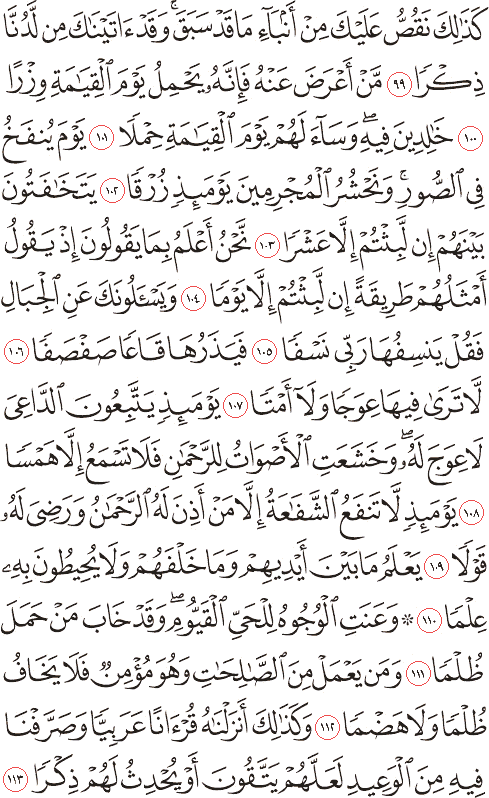 كَذَٰلِكَ نَقُصُّ عَلَيْكَ مِنْ أَنۢبَآءِ مَا قَدْ سَبَقَۚ وَقَدْ ءَاتَيْنَٰكَ مِن لَّدُنَّا
ذِكْرًا ٩٩ مَّنْ أَعْرَضَ عَنْهُ فَإِنَّهُۥ يَحْمِلُ يَوْمَ ٱلْقِيَٰمَةِ وِزْرًا
١٠٠ خَٰلِدِينَ فِيهِۖ وَسَآءَ لَهُمْ يَوْمَ ٱلْقِيَٰمَةِ حِمْلًا ١٠١ يَوْمَ يُنفَخُ
فِى ٱلصُّورِۚ وَنَحْشُرُ ٱلْمُجْرِمِينَ يَوْمَئِذٍ زُرْقًا ١٠٢ يَتَخَٰفَتُونَ
بَيْنَهُمْ إِن لَّبِثْتُمْ إِلَّا عَشْرًا ١٠٣ نَّحْنُ أَعْلَمُ بِمَا يَقُولُونَ إِذْ يَقُولُ
أَمْثَلُهُمْ طَرِيقَةً إِن لَّبِثْتُمْ إِلَّا يَوْمًا ١٠٤ وَيَسْـَٔلُونَكَ عَنِ ٱلْجِبَالِ
فَقُلْ يَنسِفُهَا رَبِّى نَسْفًا ١٠٥ فَيَذَرُهَا قَاعًا صَفْصَفًا ١٠٦
لَّا تَرَىٰ فِيهَا عِوَجًا وَلَآ أَمْتًا ١٠٧ يَوْمَئِذٍ يَتَّبِعُونَ ٱلدَّاعِىَ
لَا عِوَجَ لَهُۥۖ وَخَشَعَتِ ٱلْأَصْوَاتُ لِلرَّحْمَٰنِ فَلَا تَسْمَعُ إِلَّا هَمْسًا
١٠٨ يَوْمَئِذٍ لَّا تَنفَعُ ٱلشَّفَٰعَةُ إِلَّا مَنْ أَذِنَ لَهُ ٱلرَّحْمَٰنُ وَرَضِىَ لَهُۥ
قَوْلًا ١٠٩ يَعْلَمُ مَا بَيْنَ أَيْدِيهِمْ وَمَا خَلْفَهُمْ وَلَا يُحِيطُونَ بِهِۦ
عِلْمًا ١١٠ ۞ وَعَنَتِ ٱلْوُجُوهُ لِلْحَىِّ ٱلْقَيُّومِۖ وَقَدْ خَابَ مَنْ حَمَلَ
ظُلْمًا ١١١ وَمَن يَعْمَلْ مِنَ ٱلصَّٰلِحَٰتِ وَهُوَ مُؤْمِنٌ فَلَا يَخَافُ
ظُلْمًا وَلَا هَضْمًا ١١٢ وَكَذَٰلِكَ أَنزَلْنَٰهُ قُرْءَانًا عَرَبِيًّا وَصَرَّفْنَا
فِيهِ مِنَ ٱلْوَعِيدِ لَعَلَّهُمْ يَتَّقُونَ أَوْ يُحْدِثُ لَهُمْ ذِكْرًا ١١٣